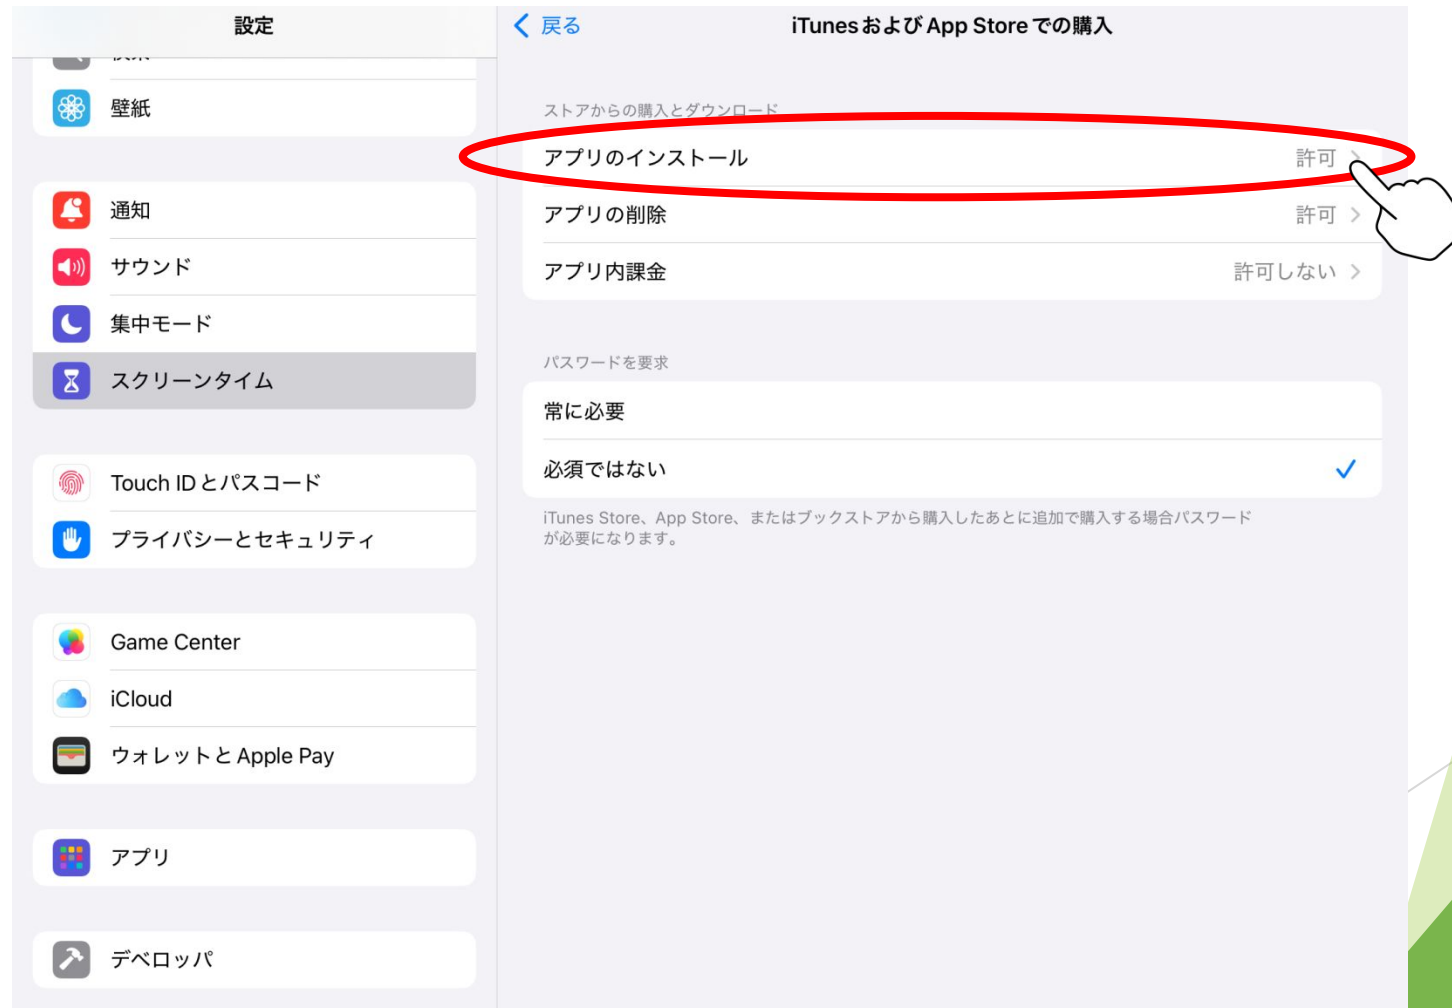 設定
壁紙
通知
サウンド
集中モード
スクリーンタイム
Touch IDとパスコード
プライバシーとセキュリティ
Game Center
iCloud
ウォレットとApple Pay
アプリ
デベロッパ
戻る
iTunesおよびApp Storeでの購入
ストアからの購入とダウンロード
アプリのインストール 許可
アプリの削除 許可
アプリ内課金 許可しない
パスワードを要求
常に必要
必須ではない
iTunes Store、App Store、またはブックストアから購入したあとに追加で購入する場合パスワード
が必要になります。